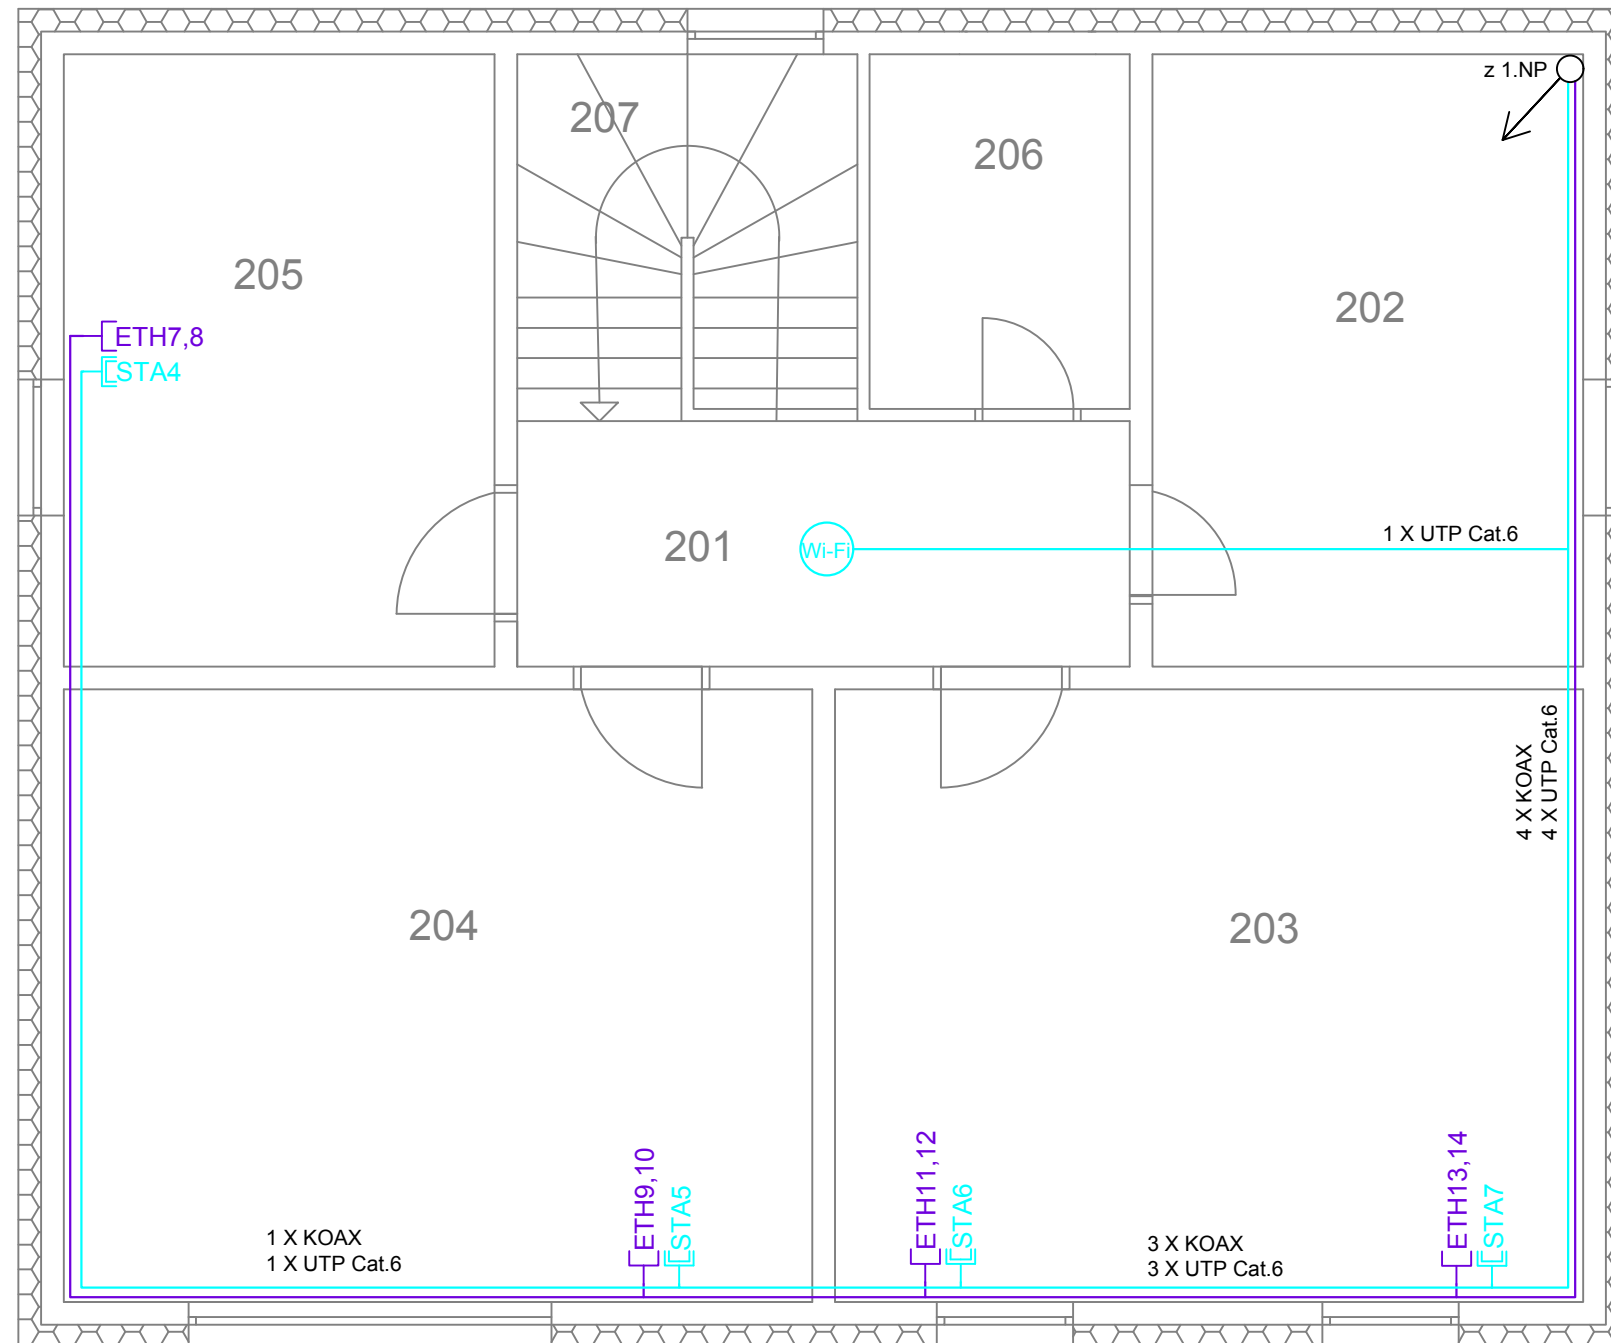 z 1.NP
207
206
205
202
ETH7,8
STA4
1 X UTP Cat.6
201
Wi-Fi
4 X KOAX
4 X UTP Cat.6
204
203
ETH9,10
STA5
ETH11,12
STA6
ETH13,14
STA7
1 X KOAX
1 X UTP Cat.6
3 X KOAX
3 X UTP Cat.6